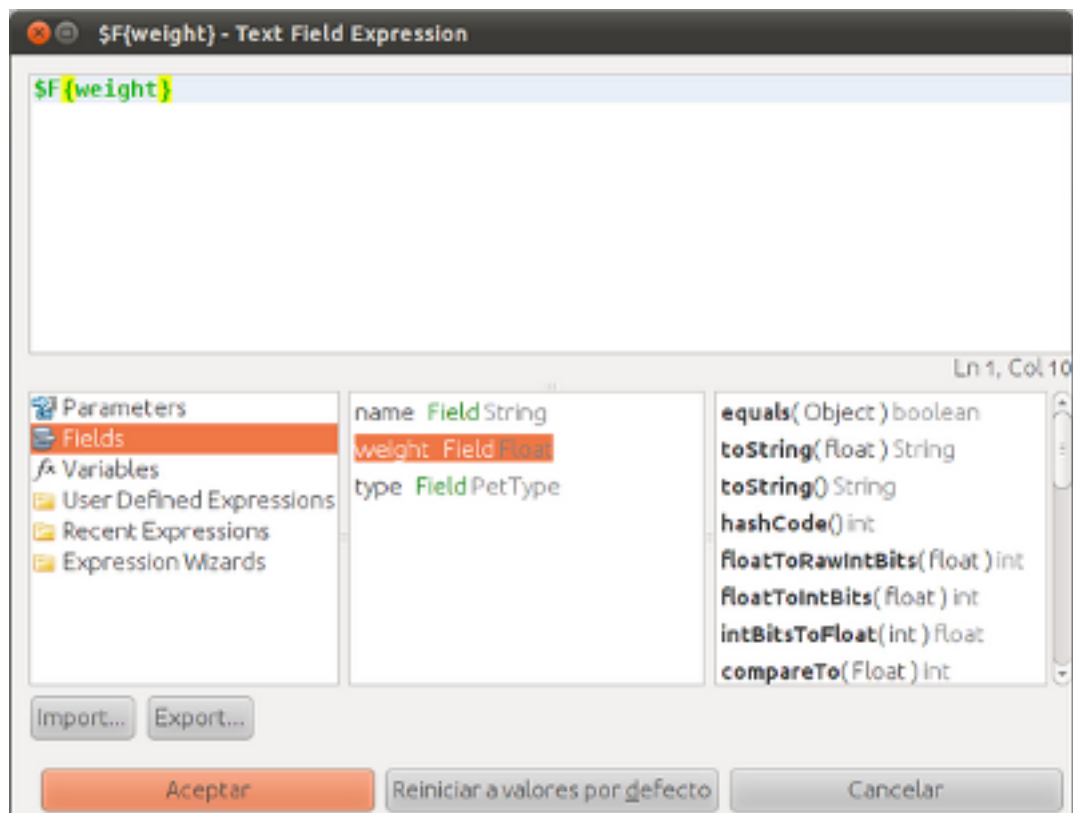 $F{weight} - Text Field Expression
$F{weight}
Ln 1, Col 10
Parameters
Fields
fx Variables
User Defined Expressions
Recent Expressions
Expression Wizards
name Field String
weight Field Float
type Field PetType
equals( Object ) boolean
toString( float ) String
toString() String
hashCode() int
floatToRawIntBits( float ) int
floatToIntBits( float ) int
intBitsToFloat( int ) float
compareTo( Float ) int
Import...
Export...
Aceptar
Reiniciar a valores por defecto
Cancelar